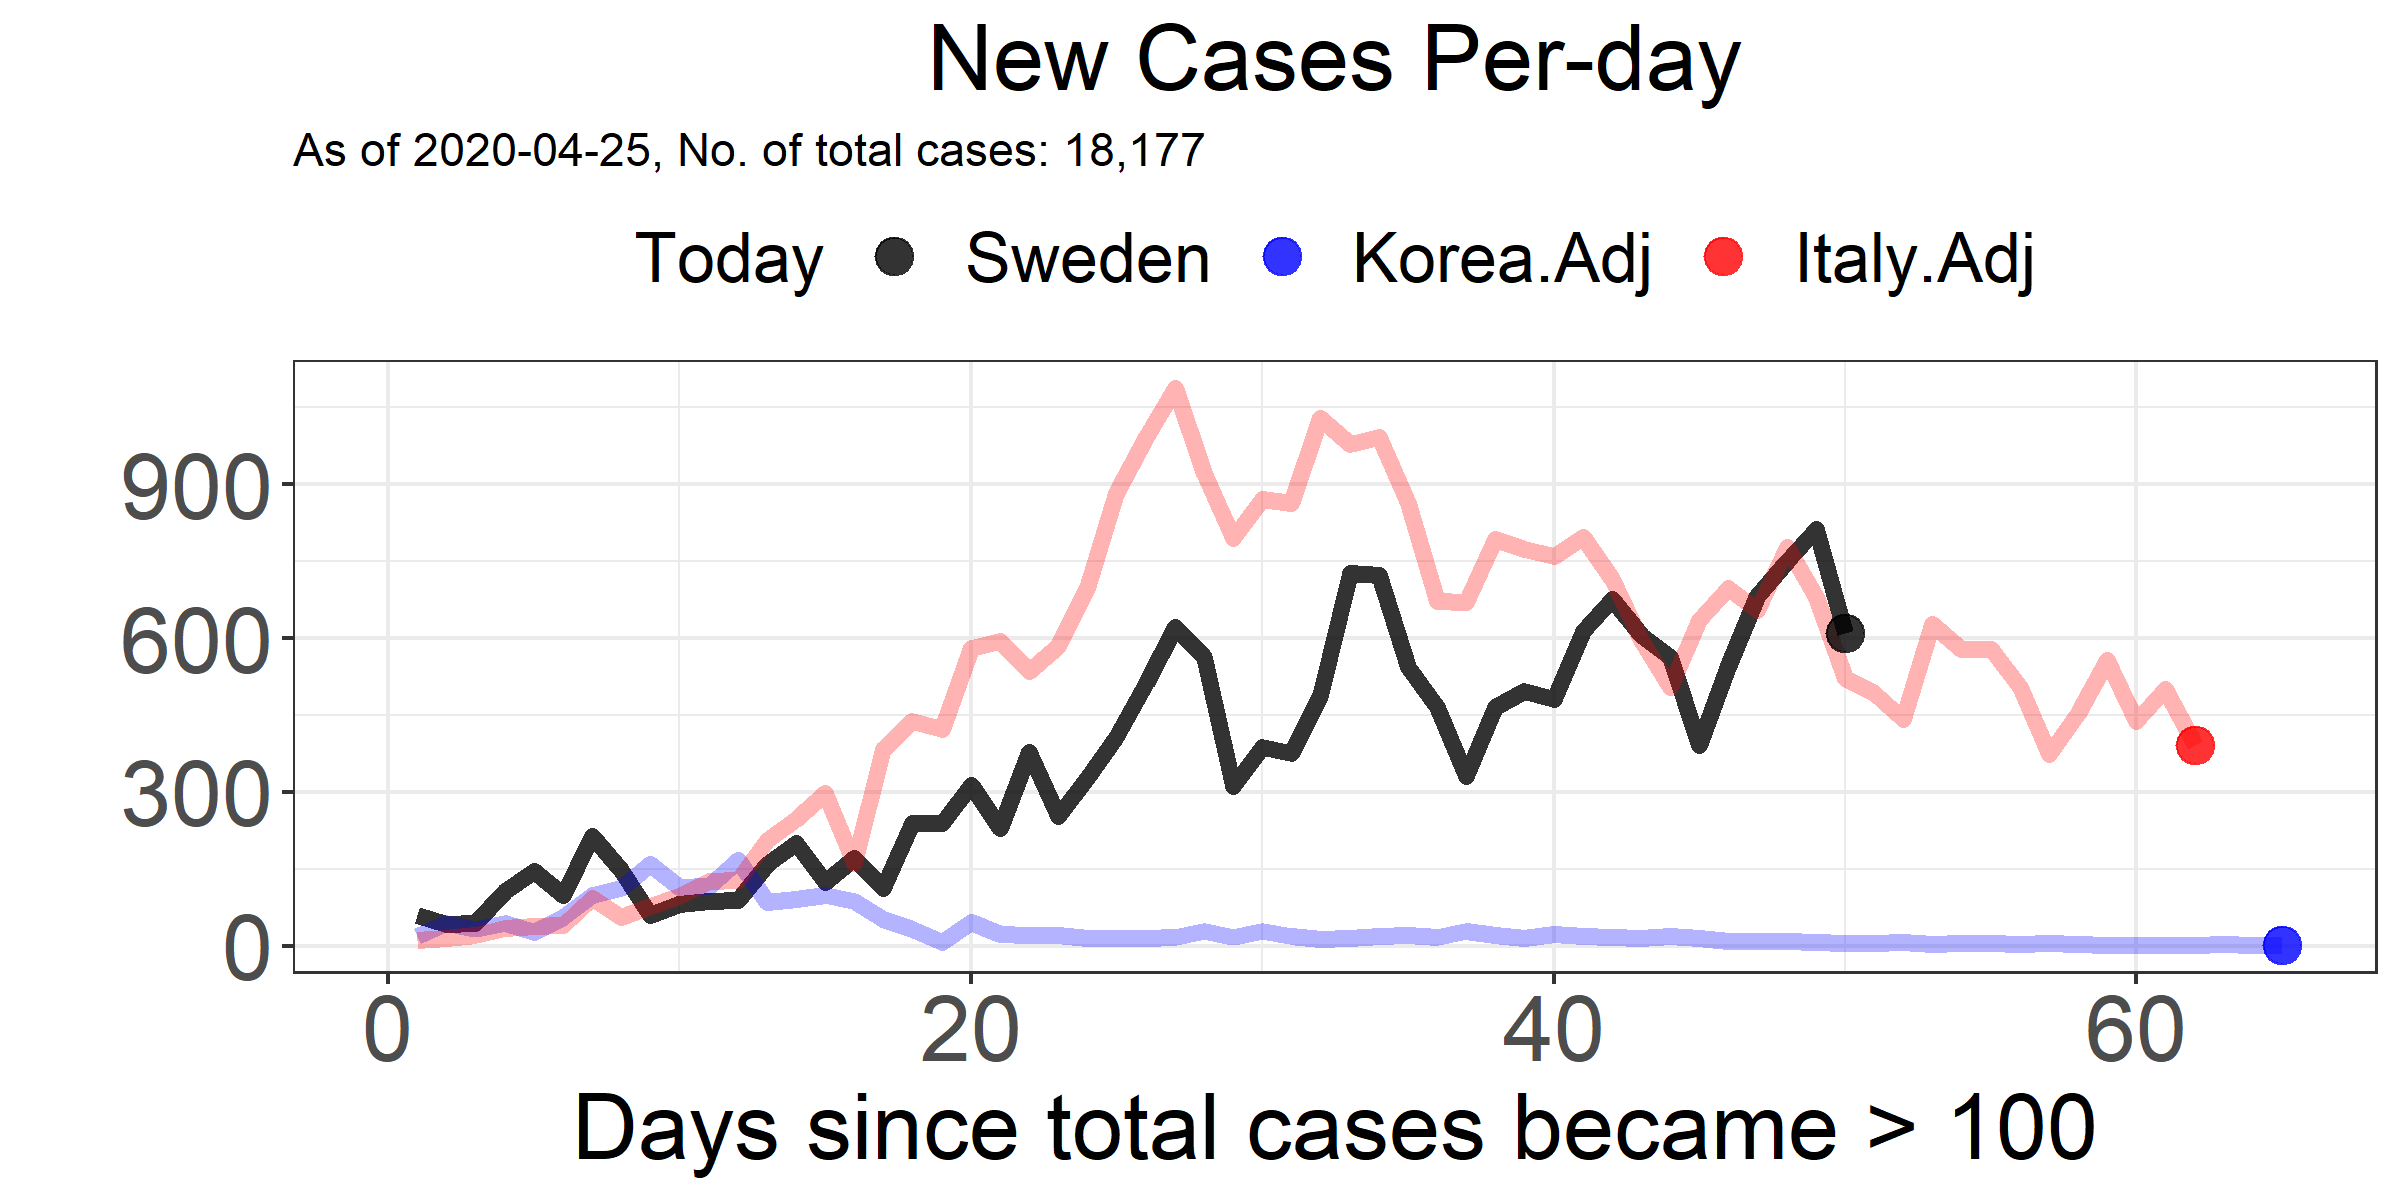 New Cases Per-day
As of 2020-04-25, No. of total cases: 18,177
Today Sweden Korea.Adj Italy.Adj
900
600
300
0
0 20 40 60
Days since total cases became > 100